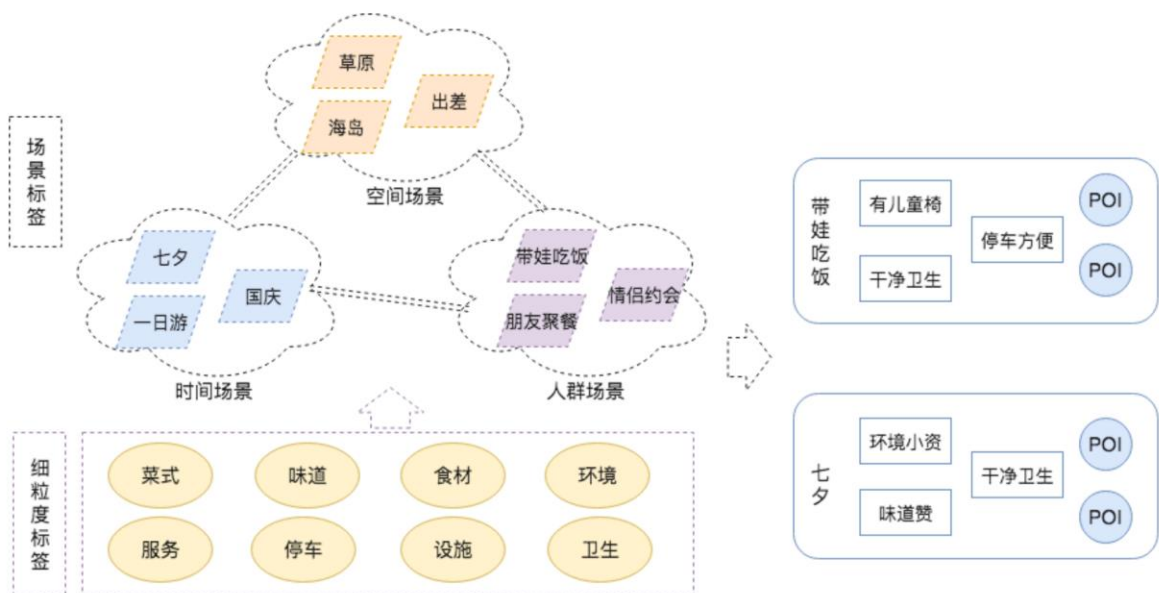 场景标签
草原
出差
海岛
空间场景
七夕
国庆
一日游
时间场景
带娃吃饭
情侣约会
朋友聚餐
人群场景
细粒度标签
菜式
味道
食材
环境
服务
停车
设施
卫生
带娃吃饭
有儿童椅
干净卫生
停车方便
POI
POI
七夕
环境小资
味道赞
干净卫生
POI
POI